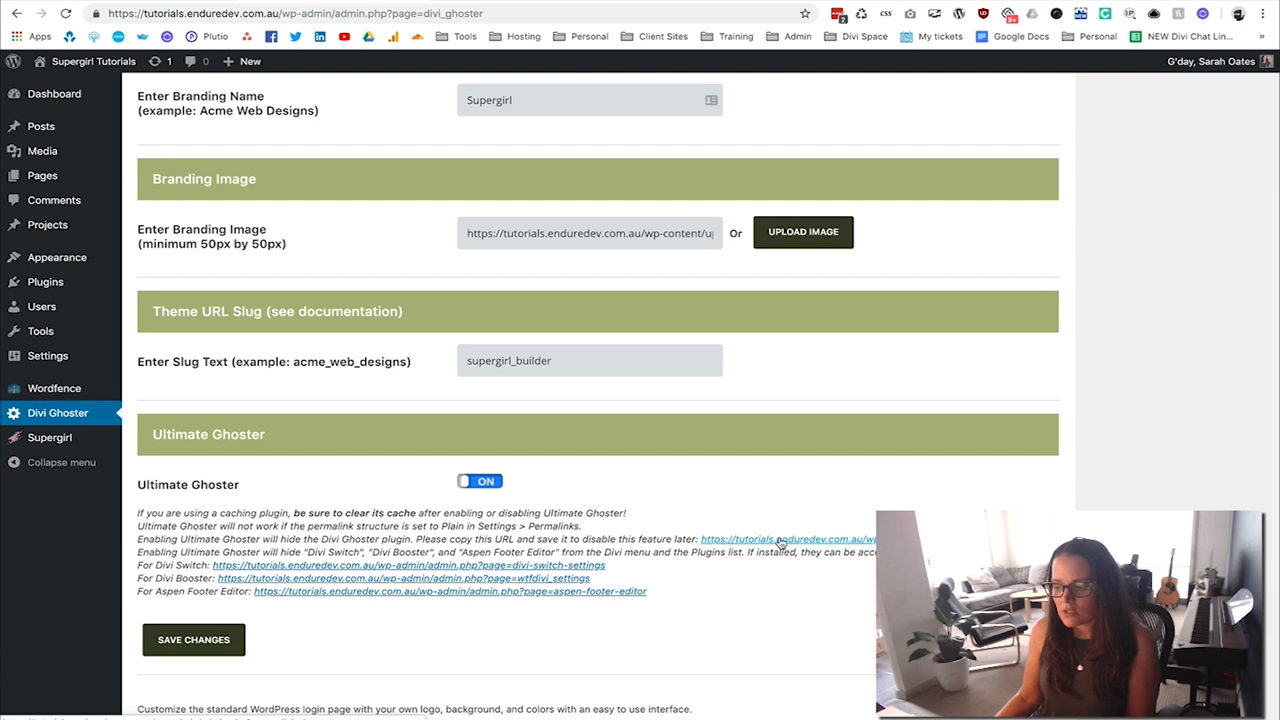 https://tutorials.enduredev.com.au/wp-admin/admin.php?page=divi_ghoster
Apps
Plutio
Tools
Hosting
Personal
Client Sites
Training
Admin
Divi Space
My tickets
Google Docs
Personal
NEW Divi Chat Lin...
»
Supergirl Tutorials
1
0
New
G'day, Sarah Oates
Dashboard
Posts
Media
Pages
Comments
Projects
Appearance
Plugins
Users
Tools
Settings
Wordfence
Divi Ghoster
Supergirl
Collapse menu
Enter Branding Name
(example: Acme Web Designs)
Supergirl
Branding Image
Enter Branding Image
(minimum 50px by 50px)
https://tutorials.enduredev.com.au/wp-content/u
Or
UPLOAD IMAGE
Theme URL Slug (see documentation)
Enter Slug Text (example: acme_web_designs)
supergirl_builder
Ultimate Ghoster
Ultimate Ghoster
ON
If you are using a caching plugin, be sure to clear its cache after enabling or disabling Ultimate Ghoster!
Ultimate Ghoster will not work if the permalink structure is set to Plain in Settings > Permalinks.
Enabling Ultimate Ghoster will hide the Divi Ghoster plugin. Please copy this URL and save it to disable this feature later: https://tutorials.enduredev.com.au/wp
Enabling Ultimate Ghoster will hide "Divi Switch", "Divi Booster", and "Aspen Footer Editor" from the Divi menu and the Plugins list. If installed, they can be acce
For Divi Switch: https://tutorials.enduredev.com.au/wp-admin/admin.php?page=divi-switch-settings
For Divi Booster: https://tutorials.enduredev.com.au/wp-admin/admin.php?page=wtfdivi_settings
For Aspen Footer Editor: https://tutorials.enduredev.com.au/wp-admin/admin.php?page=aspen-footer-editor
SAVE CHANGES
Customize the standard WordPress login page with your own logo, background, and colors with an easy to use interface.